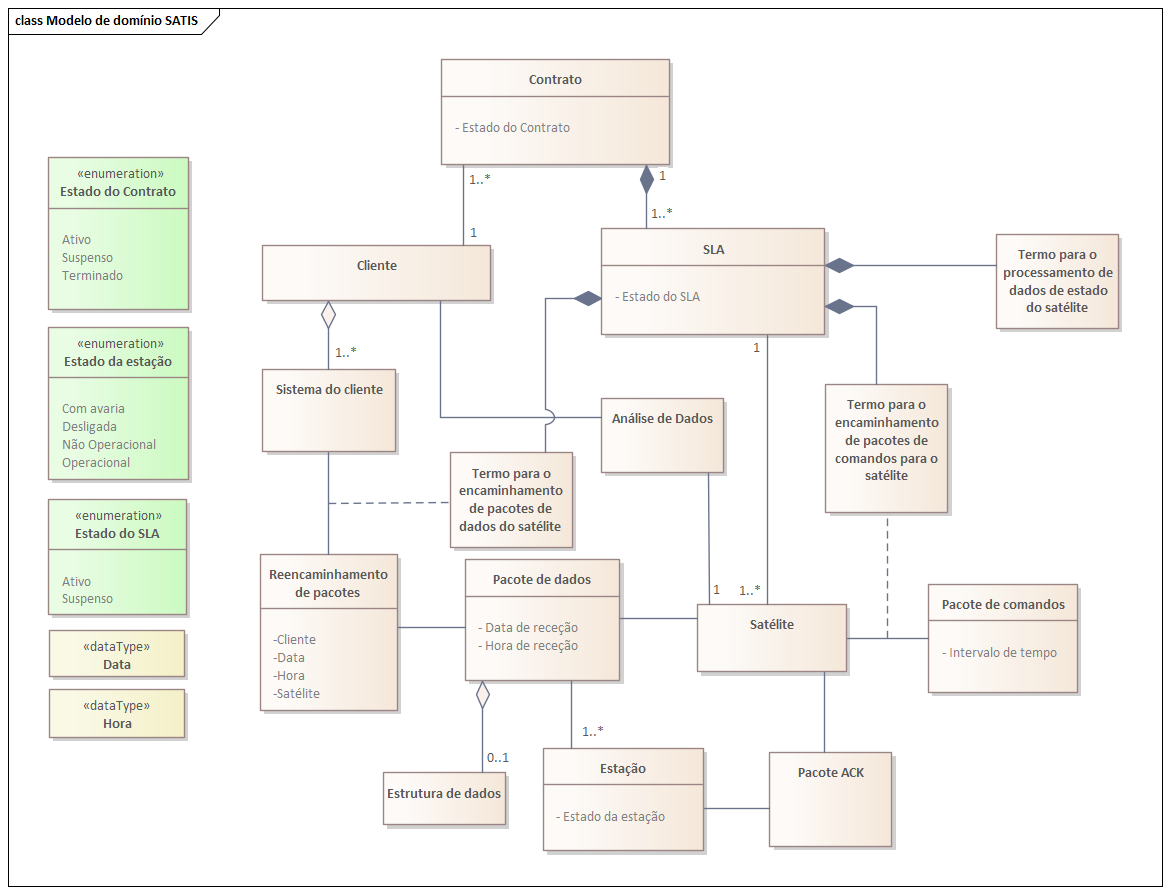 class Modelo de domínio SATIS
Contrato
- Estado do Contrato
1..*
1
1
1..*
«enumeration»
Estado do Contrato
Ativo
Suspenso
Terminado
Cliente
SLA
- Estado do SLA
Termo para o
processamento de
dados de estado
do satélite
1..*
1
«enumeration»
Estado da estação
Com avaria
Desligada
Não Operacional
Operacional
Sistema do cliente
Análise de Dados
Termo para o
encaminhamento
de pacotes de
comandos para o
satélite
Termo para o
encaminhamento
de pacotes de
dados do satélite
«enumeration»
Estado do SLA
Ativo
Suspenso
Reencaminhamento
de pacotes
-Cliente
-Data
-Hora
-Satélite
Pacote de dados
- Data de receção
- Hora de receção
1
1..*
Satélite
Pacote de comandos
- Intervalo de tempo
«dataType»
Data
«dataType»
Hora
0..1
1..*
Estrutura de dados
Estação
- Estado da estação
Pacote ACK